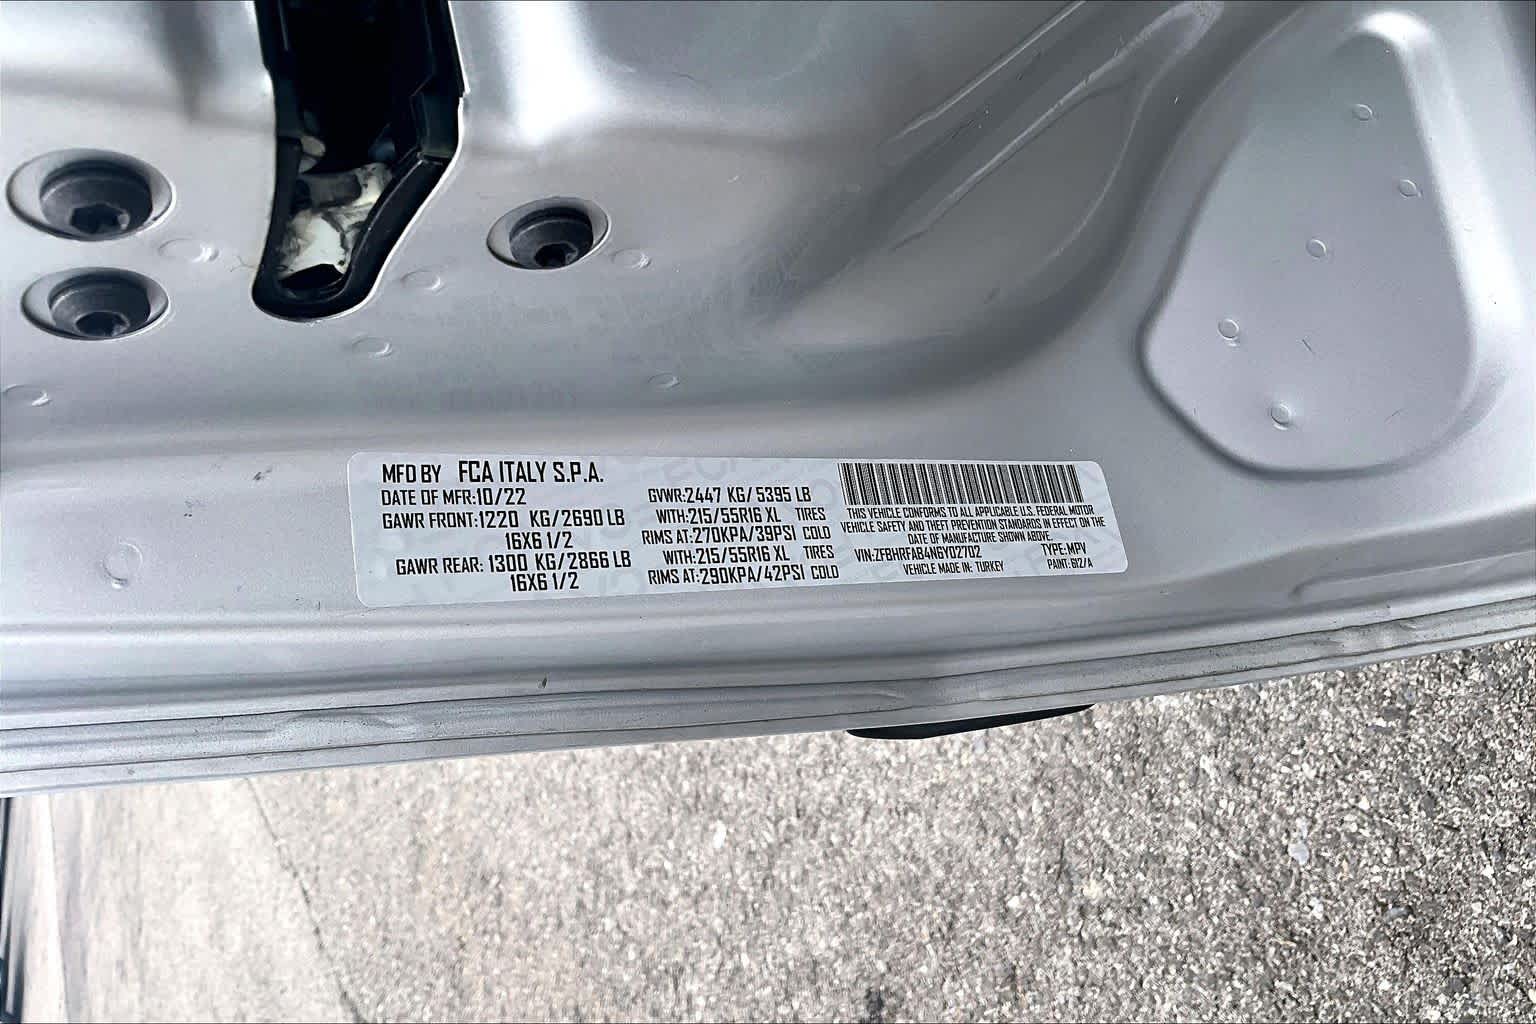 MFD BY FCA ITALY S.P.A.
DATE OF MFR:10/22
GAWR FRONT:1220 KG/2690 LB
16X6 1/2
GAWR REAR: 1300 KG/2866 LB
16X6 1/2
GVWR:2447 KG/ 5395 LB
WITH:215/55R16 XL TIRES
RIMS AT:270KPA/39PSI COLD
WITH:215/55R16 XL TIRES
RIMS AT:290KPA/42PSI COLD
THIS VEHICLE CONFORMS TO ALL APPLICABLE U.S. FEDERAL MOTOR
VEHICLE SAFETY AND THEFT PREVENTION STANDARDS IN EFFECT ON THE
DATE OF MANUFACTURE SHOWN ABOVE.
VIN:ZFBHRFAB4N6Y02702 TYPE:MPV
VEHICLE MADE IN: TURKEY PAINT: 612/A